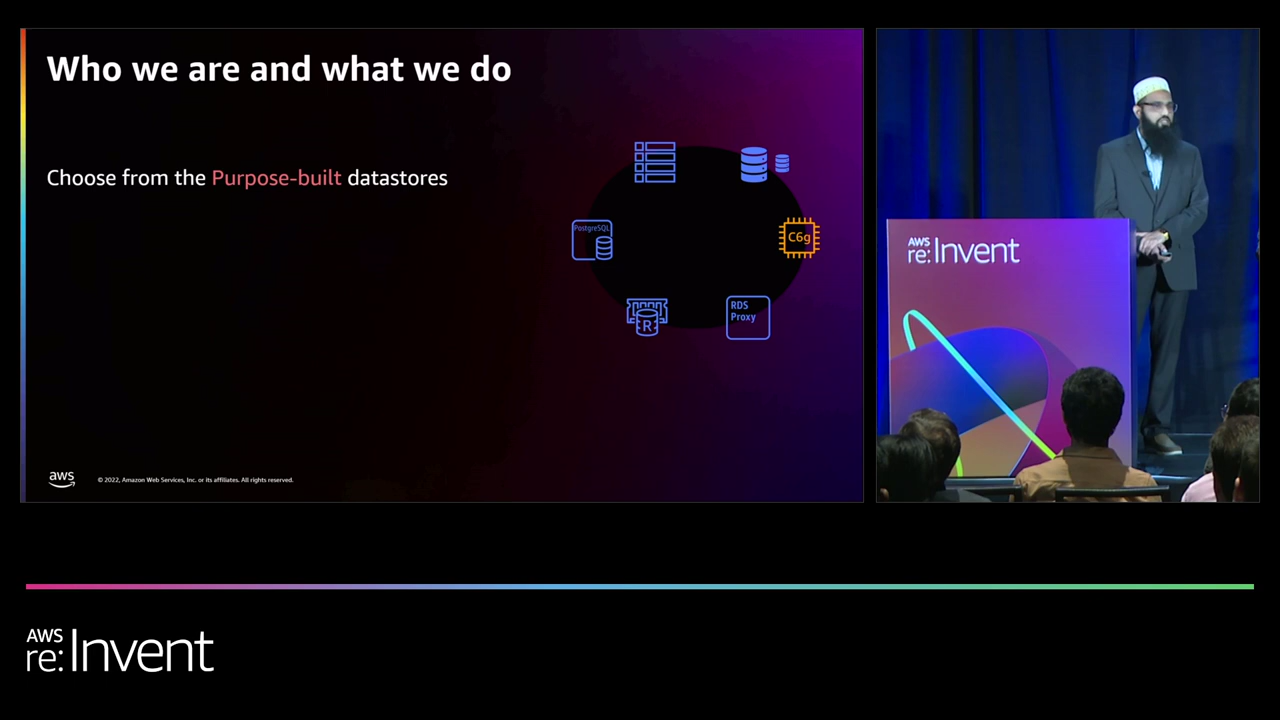 Who we are and what we do
Choose from the Purpose-built datastores
PostgreSQL
C6g
R
RDS
Proxy
aws
© 2022, Amazon Web Services, Inc. or its affiliates. All rights reserved.
AWS
re:Invent
AWS
re:Invent